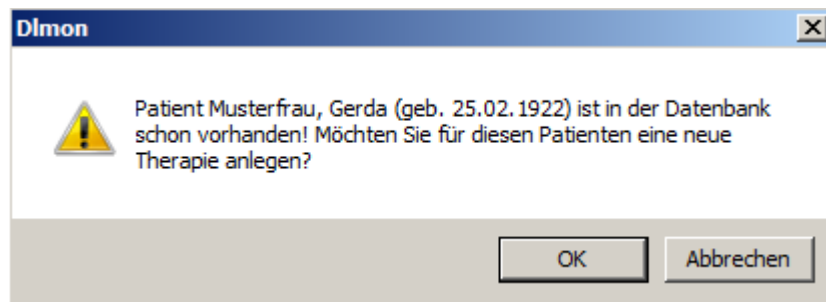 Dlmon
Patient Musterfrau, Gerda (geb. 25.02.1922) ist in der Datenbank
schon vorhanden! Möchten Sie für diesen Patienten eine neue
Therapie anlegen?
OK
Abbrechen